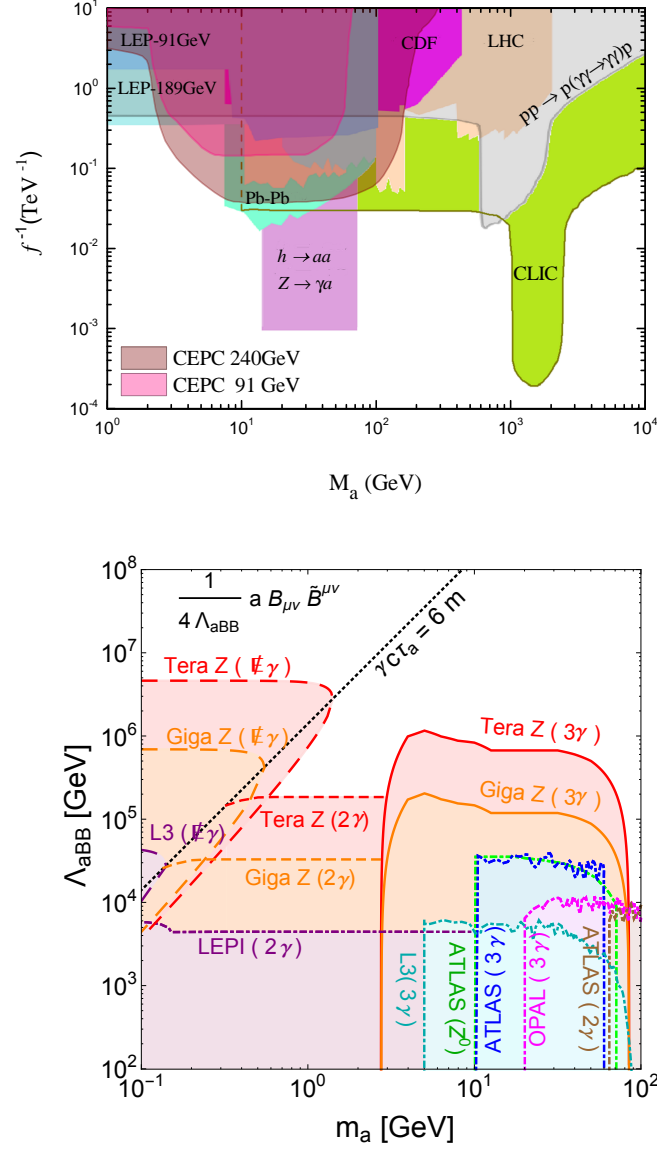 10^1
10^0
10^-1
10^-2
10^-3
10^-4
f^-1(TeV^-1)
LEP-91GeV
CDF
LHC
LEP-189GeV
pp → p(γγ→γγ)p
Pb-Pb
h → aa
Z → γa
CLIC
CEPC 240GeV
CEPC 91 GeV
10^0 10^1 10^2 10^3 10^4
M_a (GeV)
10^8
10^7
10^6
10^5
10^4
10^3
10^2
Λ_aBB [GeV]
1
4 Λ_aBB
a B_μν B̃^μν
γcτ_a = 6 m
Tera Z (E̸ γ)
Giga Z (E̸ γ)
Tera Z (3γ)
Giga Z (3γ)
L3 (E̸ γ)
Tera Z (2γ)
Giga Z (2γ)
LEPI (2γ)
L3(3γ)
ATLAS (Z^0)
ATLAS (3γ)
OPAL (3γ)
ATLAS (2γ)
10^-1 10^0 10^1 10^2
m_a [GeV]